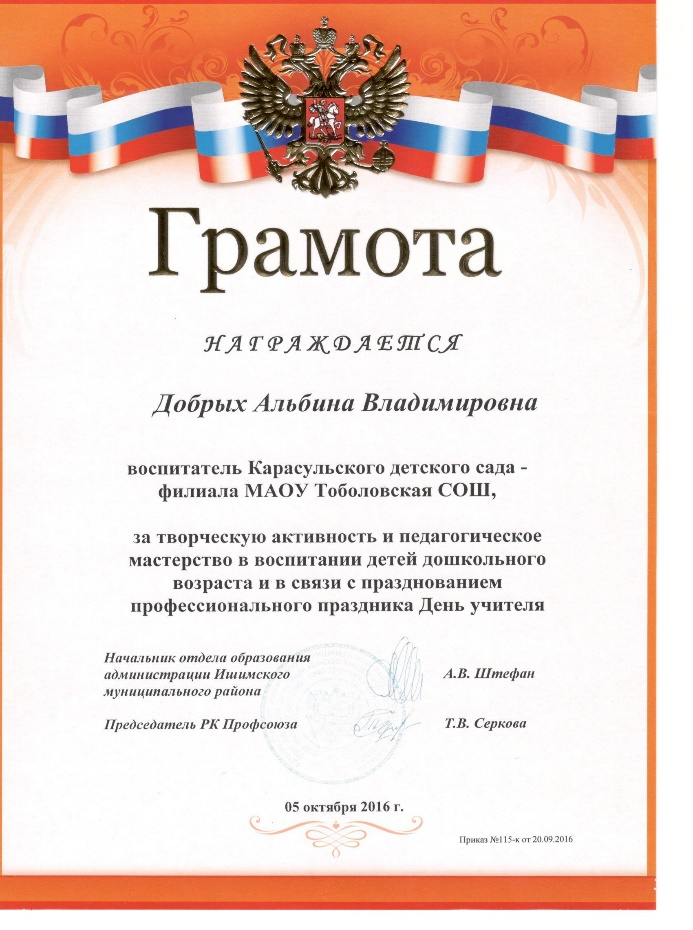 Грамота
НАГРАЖДАЕТСЯ
Добрых Альбина Владимировна
воспитатель Карасульского детского сада -
филиала МАОУ Тоболовская СОШ,
за творческую активность и педагогическое
мастерство в воспитании детей дошкольного
возраста и в связи с празднованием
профессионального праздника День учителя
Начальник отдела образования
администрации Ишимского
муниципального района
А.В. Штефан
Председатель РК Профсоюза
Т.В. Серкова
05 октября 2016 г.
Приказ №115-к от 20.09.2016